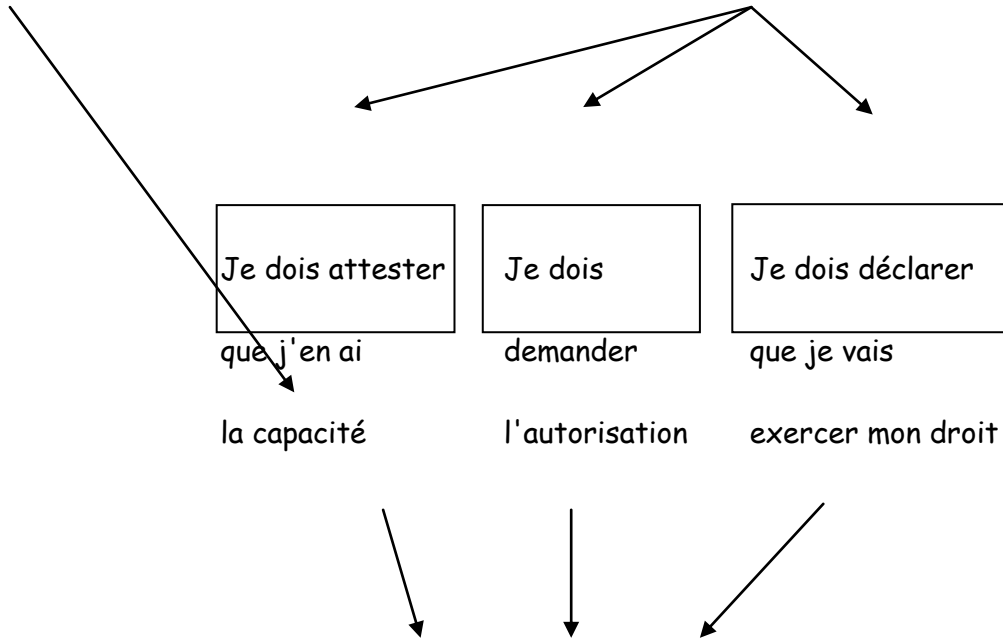 Je dois attester
que j'en ai
la capacité
Je dois
demander
l'autorisation
Je dois déclarer
que je vais
exercer mon droit